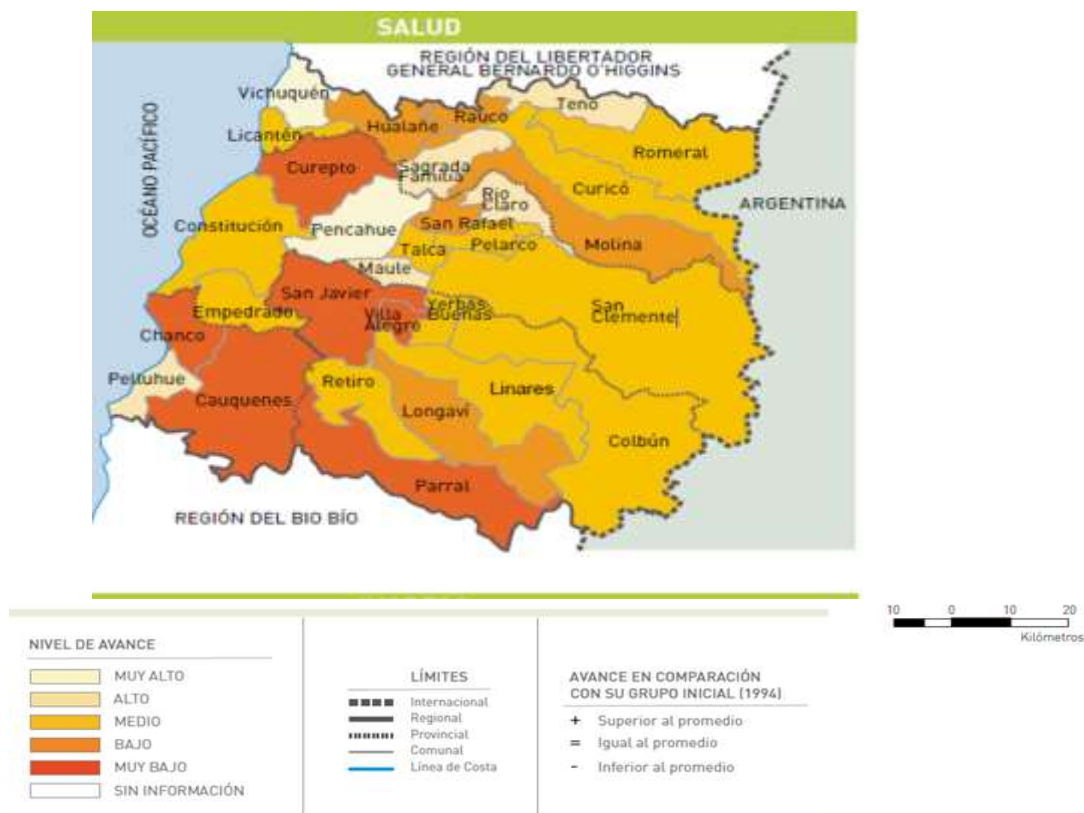 SALUD
REGIÓN DEL LIBERTADOR
GENERAL BERNARDO O'HIGGINS
Vichuquén
Teno
Rauco
Hualañe
Licantén
Romeral
Curepto
Sagrada
Familia
Curicó
OCÉANO PACÍFICO
ARGENTINA
Río
Claro
Constitución
Pencahue
San Rafael
Pelarco
Molina
Talca
Maule
San Javier
Yerbas
Buenas
San
Clemente
Empedrado
Villa
Alegre
Chanco
Pelluhue
Retiro
Linares
Cauquenes
Longaví
Colbún
Parral
REGIÓN DEL BIO BÍO
10 0 10 20
Kilómetros
NIVEL DE AVANCE
MUY ALTO
ALTO
MEDIO
BAJO
MUY BAJO
SIN INFORMACIÓN
LÍMITES
Internacional
Regional
Provincial
Comunal
Línea de Costa
AVANCE EN COMPARACIÓN
CON SU GRUPO INICIAL (1994)
+ Superior al promedio
= Igual al promedio
- Inferior al promedio